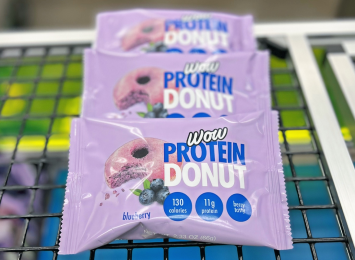 PROTEIN
DONUT
wow
PROTEIN
DONUT
wow
PROTEIN
DONUT
130
calories
11g
protein
blueberry